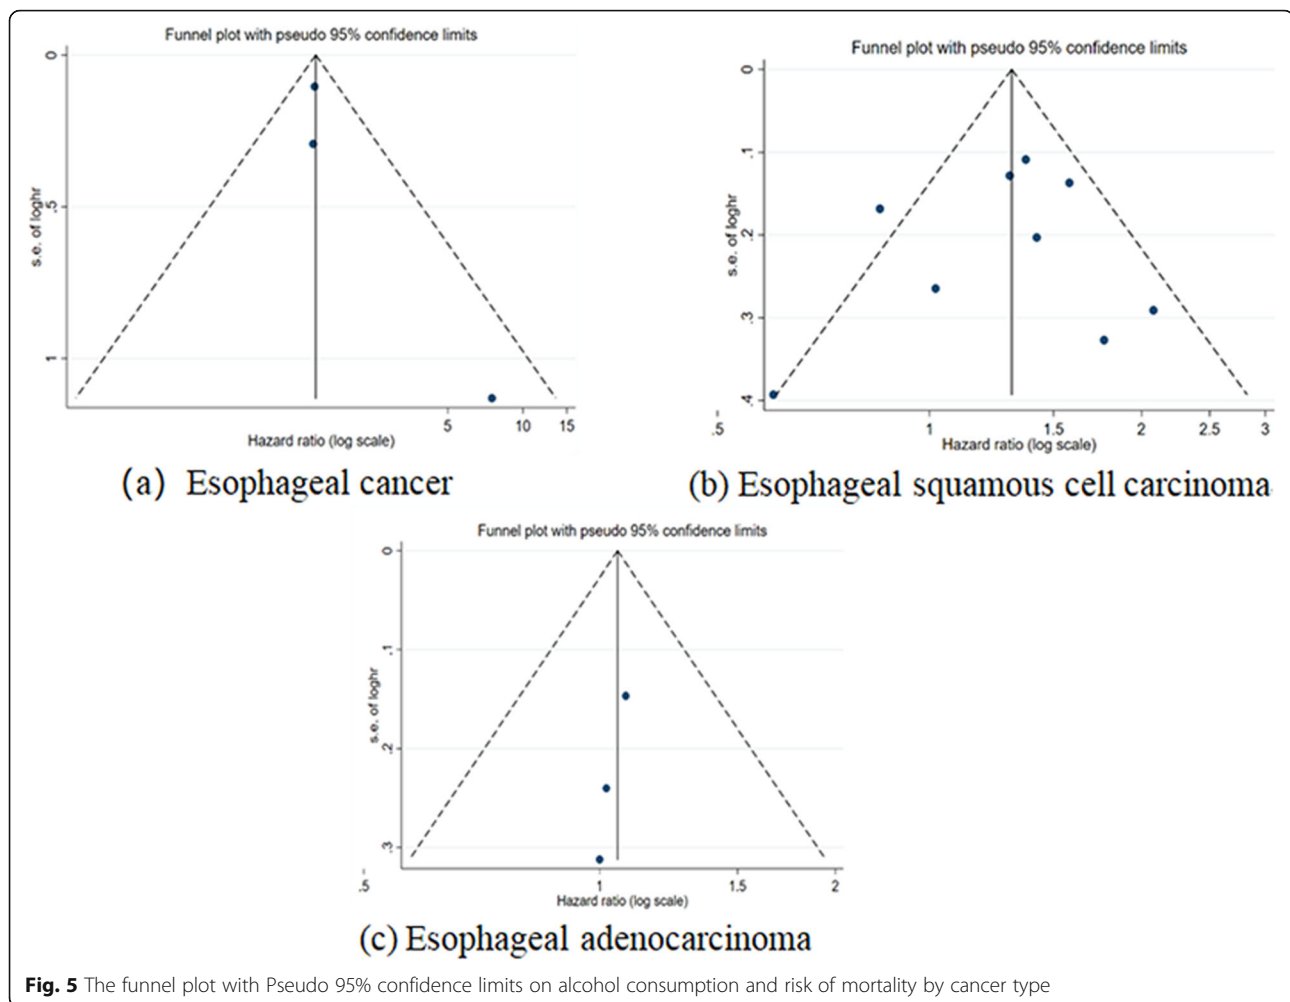 Funnel plot with pseudo 95% confidence limits
0
.5
1
s.e. of loghr
5 10 15
Hazard ratio (log scale)
(a) Esophageal cancer
Funnel plot with pseudo 95% confidence limits
0
.1
.2
.3
.4
s.e. of loghr
.5 1 1.5 2 2.5 3
Hazard ratio (log scale)
(b) Esophageal squamous cell carcinoma
Funnel plot with pseudo 95% confidence limits
0
.1
.2
.3
s.e. of loghr
.5 1 1.5 2
Hazard ratio (log scale)
(c) Esophageal adenocarcinoma
Fig. 5 The funnel plot with Pseudo 95% confidence limits on alcohol consumption and risk of mortality by cancer type